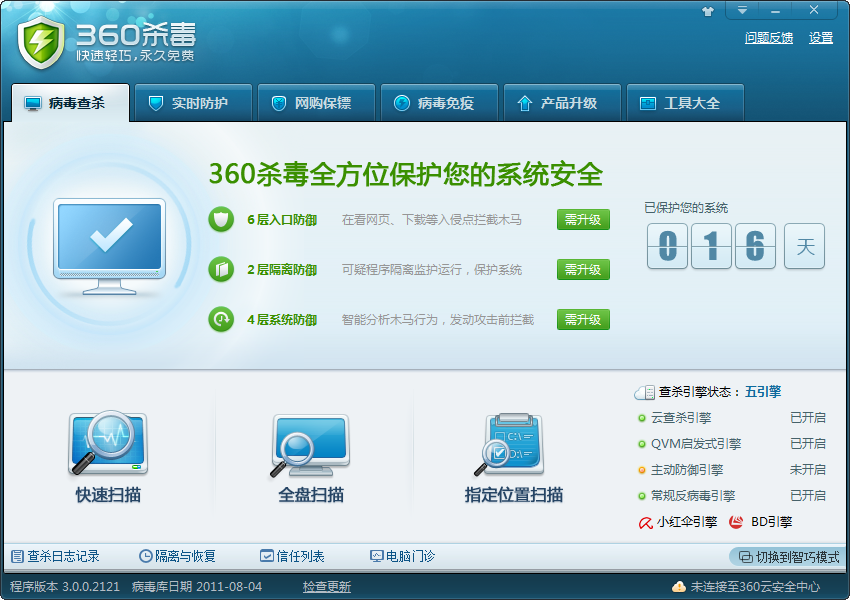 360杀毒
快速轻巧,永久免费
问题反馈 设置
病毒查杀 实时防护 网购保镖 病毒免疫 产品升级 工具大全
360杀毒全方位保护您的系统安全
6 层入口防御 在看网页、下载等入侵点拦截木马 需升级
2 层隔离防御 可疑程序隔离监护运行，保护系统 需升级
4 层系统防御 智能分析木马行为，发动攻击前拦截 需升级
已保护您的系统
0 1 6 天
快速扫描 全盘扫描 指定位置扫描
C:\=
D:\=
查杀引擎状态：五引擎
云查杀引擎 已开启
QVM启发式引擎 已开启
主动防御引擎 未开启
常规反病毒引擎 已开启
小红伞引擎 BD引擎
查杀日志记录 隔离与恢复 信任列表 电脑门诊 切换到智巧模式
程序版本 3.0.0.2121 病毒库日期 2011-08-04 检查更新 未连接至360云安全中心